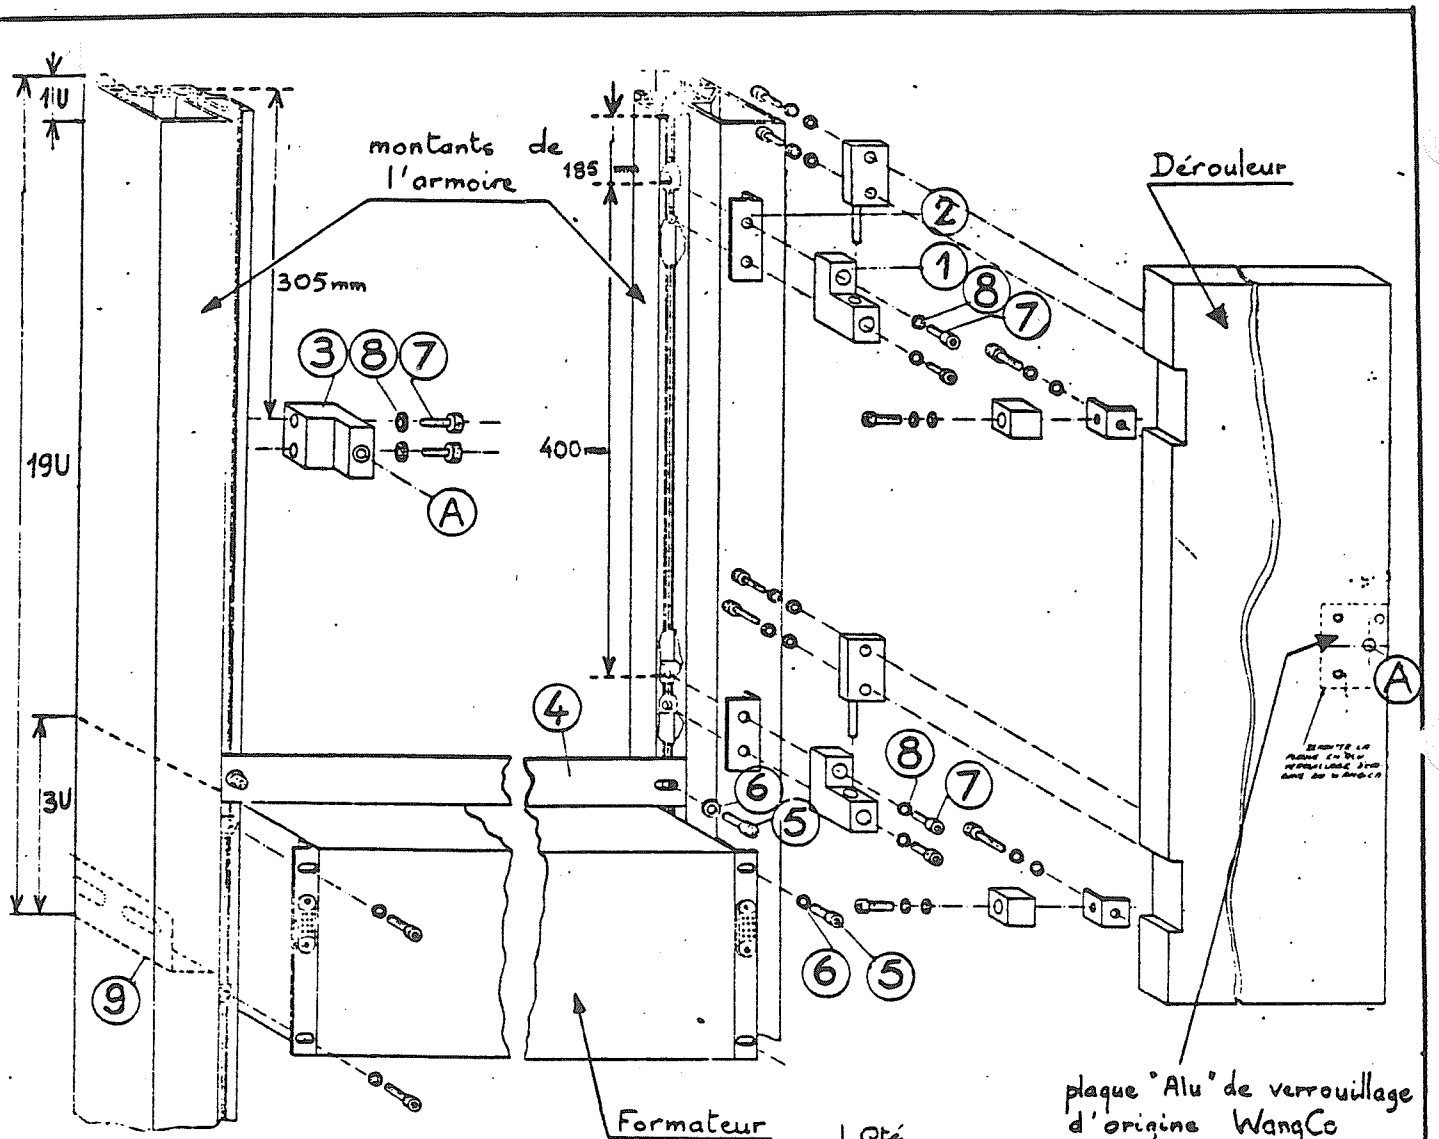 1U
montants de
l'armoire
185
Dérouleur
2
1
8
7
305mm
3 8 7
19U
400
A
A
4
8
7
6
5
3U
9
6 5
plaque "Alu" de verrouillage
d'origine WangCo
Formateur
Qté